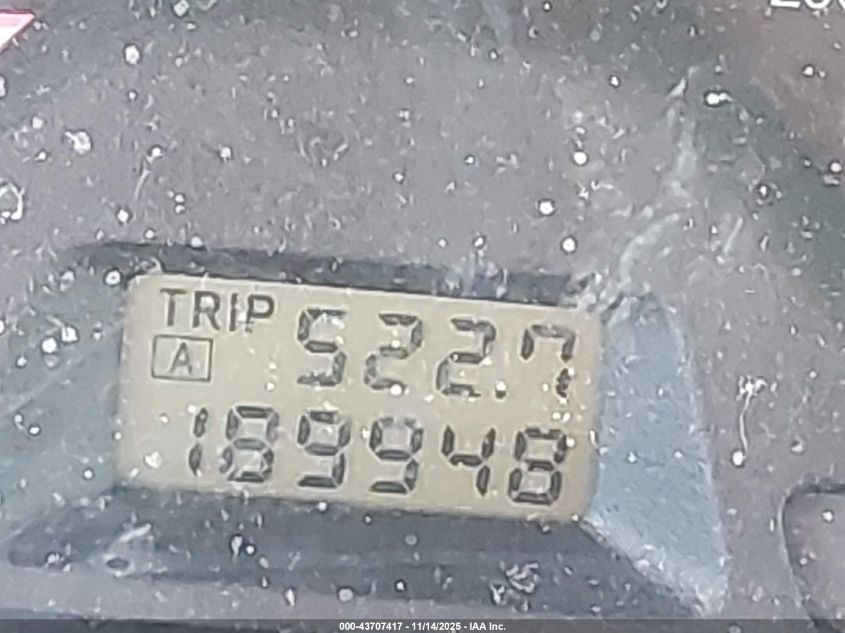 TRIP 522.7
A
189948
000-43707417 - 11/14/2025 - IAA Inc.